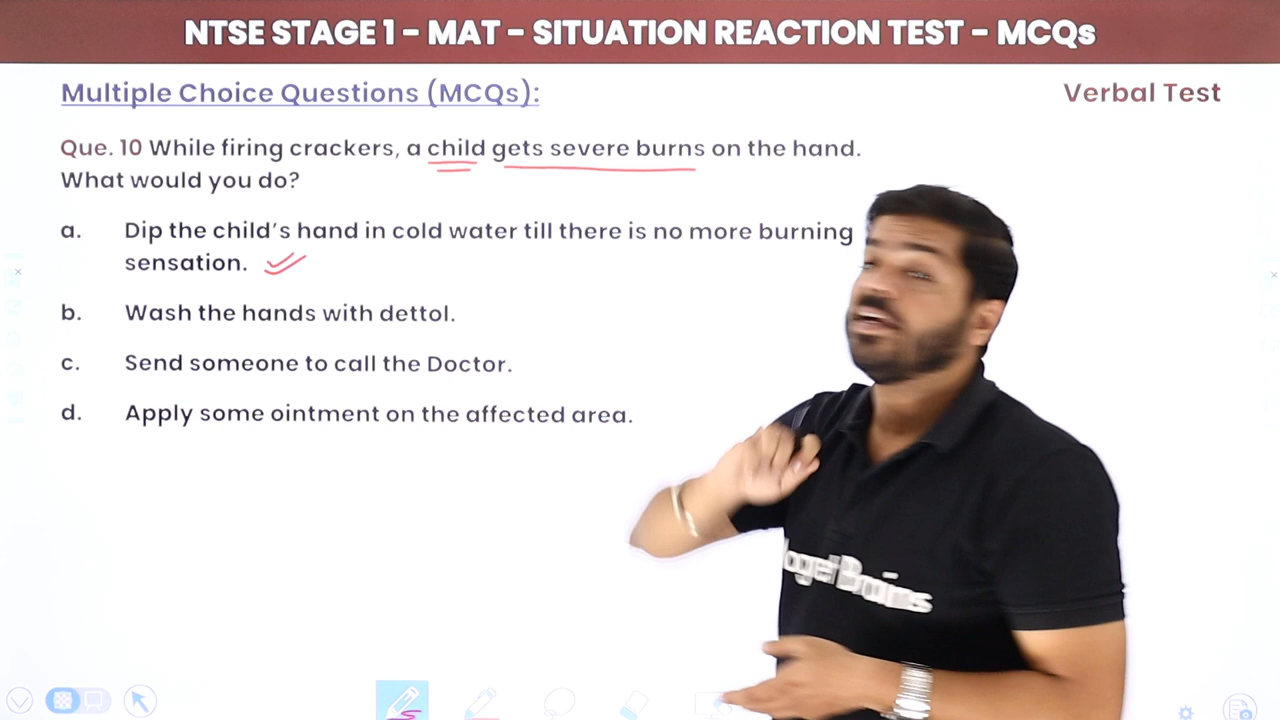 NTSE STAGE 1 – MAT – SITUATION REACTION TEST – MCQs
Multiple Choice Questions (MCQs):
Verbal Test
Que. 10 While firing crackers, a child gets severe burns on the hand.
What would you do?
a. Dip the child's hand in cold water till there is no more burning
sensation.
b. Wash the hands with dettol.
c. Send someone to call the Doctor.
d. Apply some ointment on the affected area.
Brains